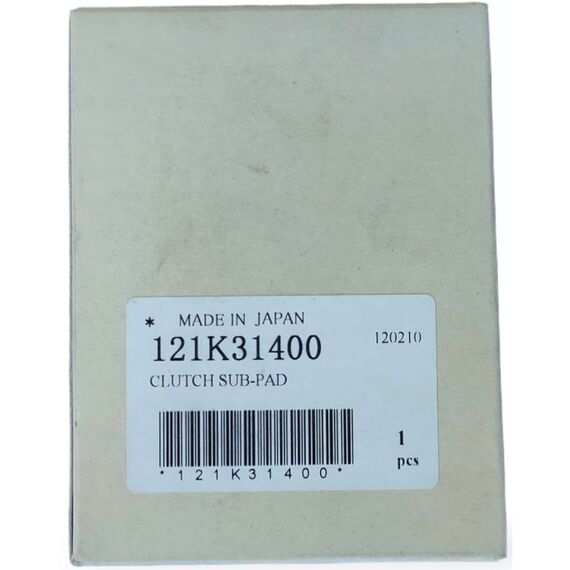 * MADE IN JAPAN
121K31400
120210
CLUTCH SUB-PAD
*121K31400*
1
pcs